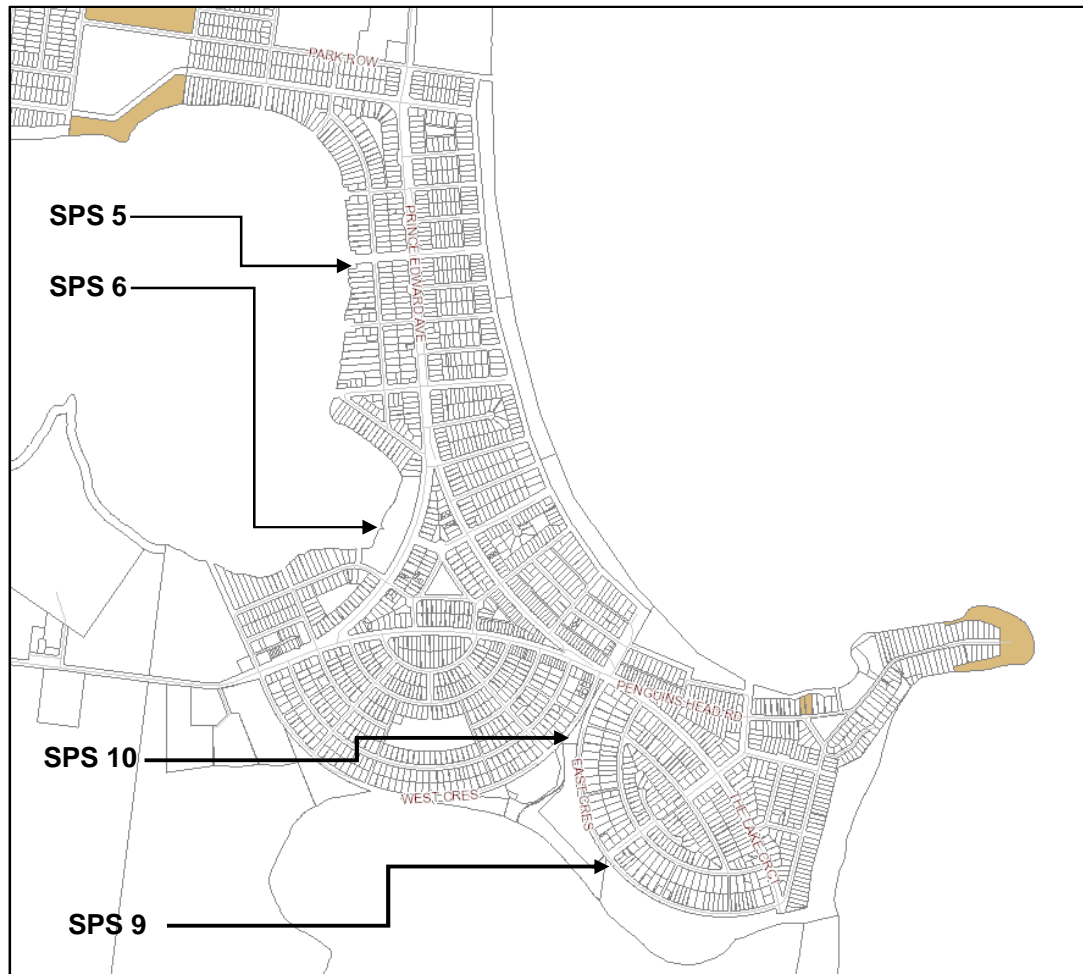 PARK ROW
SPS 5
PRINCE EDWARD AVE
SPS 6
PENGUINS HEAD RD
SPS 10
EAST CRES
WEST CRES
THE LAKE CRCT
SPS 9